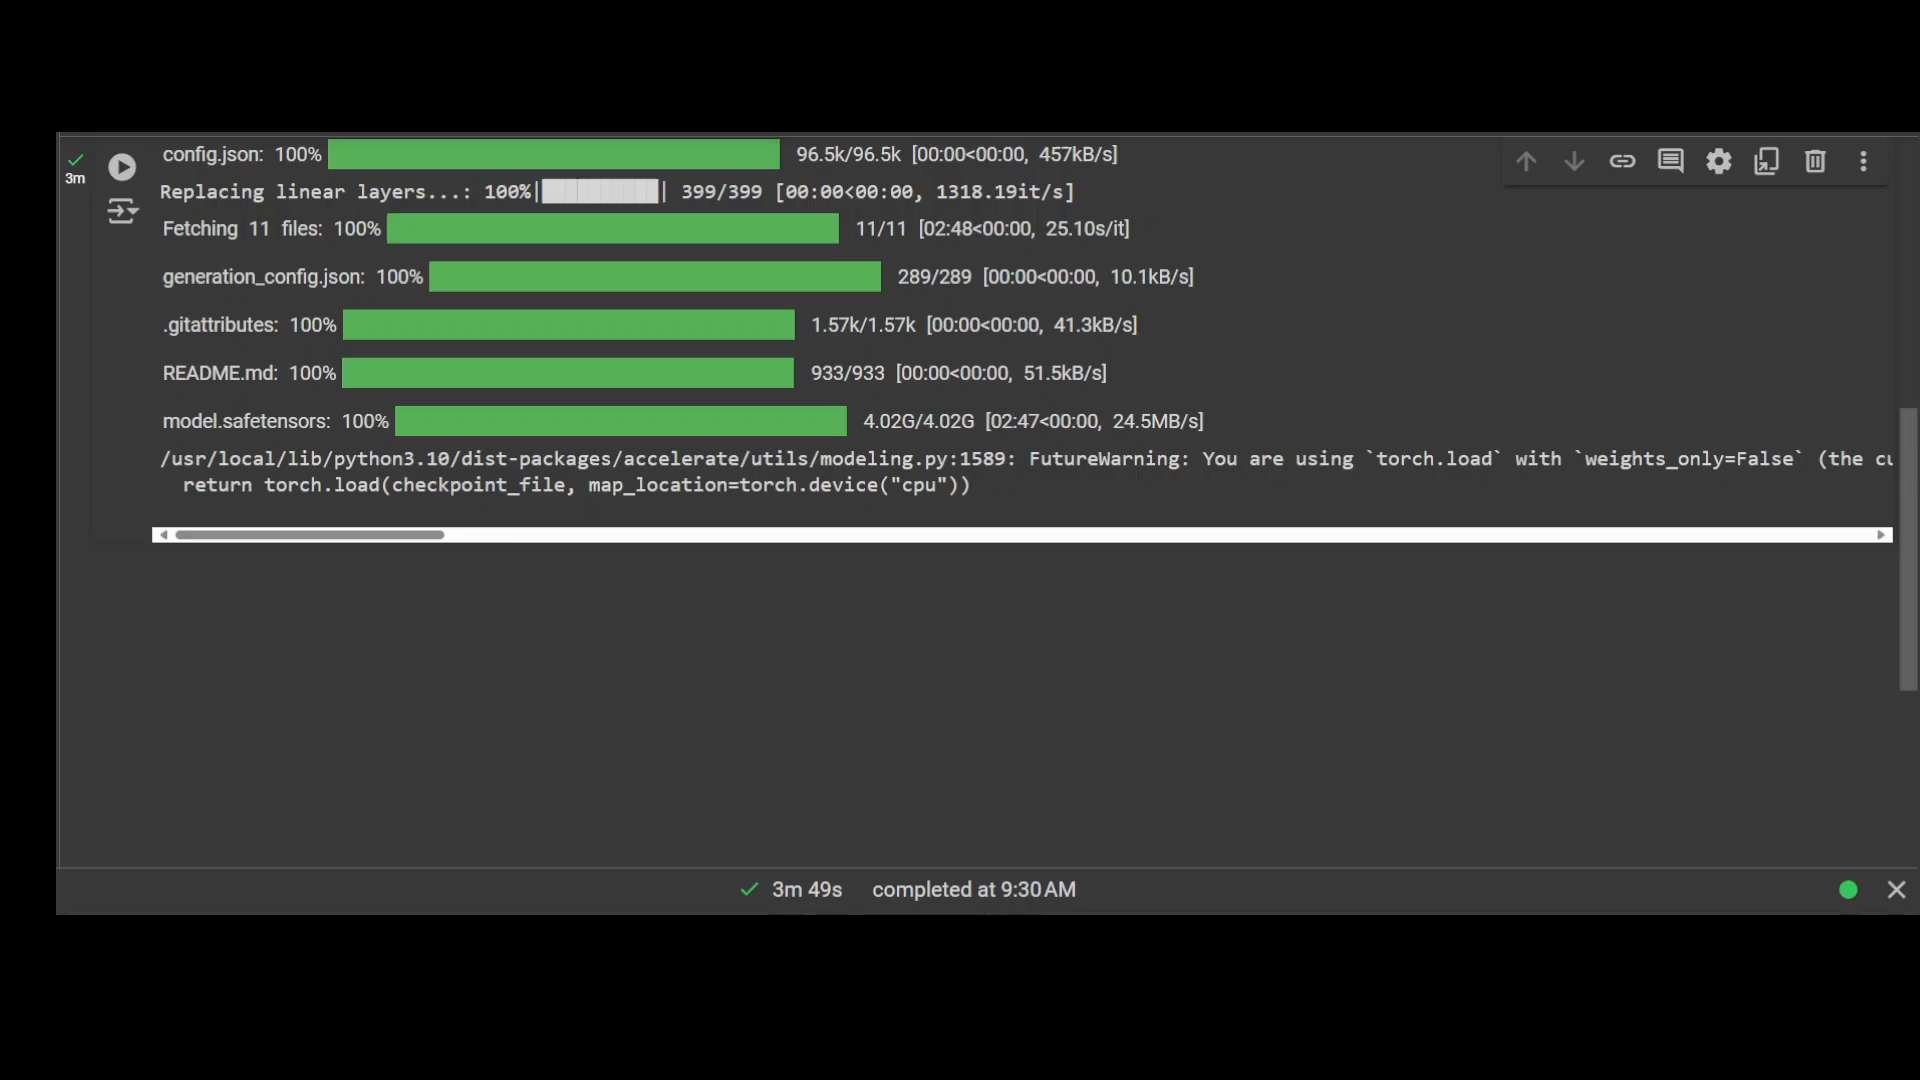 config.json: 100% 96.5k/96.5k [00:00<00:00, 457kB/s]
3m
Replacing linear layers...: 100%|██████████| 399/399 [00:00<00:00, 1318.19it/s]
Fetching 11 files: 100% 11/11 [02:48<00:00, 25.10s/it]
generation_config.json: 100% 289/289 [00:00<00:00, 10.1kB/s]
.gitattributes: 100% 1.57k/1.57k [00:00<00:00, 41.3kB/s]
README.md: 100% 933/933 [00:00<00:00, 51.5kB/s]
model.safetensors: 100% 4.02G/4.02G [02:47<00:00, 24.5MB/s]
/usr/local/lib/python3.10/dist-packages/accelerate/utils/modeling.py:1589: FutureWarning: You are using `torch.load` with `weights_only=False` (the cu
return torch.load(checkpoint_file, map_location=torch.device("cpu"))
3m 49s completed at 9:30 AM